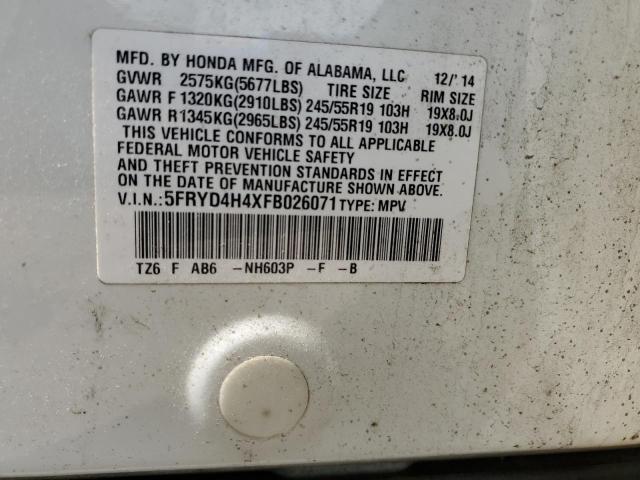 MFD. BY HONDA MFG. OF ALABAMA, LLC 12/'14
GVWR 2575KG(5677LBS) TIRE SIZE RIM SIZE
GAWR F 1320KG(2910LBS) 245/55R19 103H 19X8.0J
GAWR R1345KG(2965LBS) 245/55R19 103H 19X8.0J
THIS VEHICLE CONFORMS TO ALL APPLICABLE
FEDERAL MOTOR VEHICLE SAFETY
AND THEFT PREVENTION STANDARDS IN EFFECT
ON THE DATE OF MANUFACTURE SHOWN ABOVE.
V.I.N.:5FRYD4H4XFB026071 TYPE: MPV
TZ6 F AB6 -NH603P -F -B